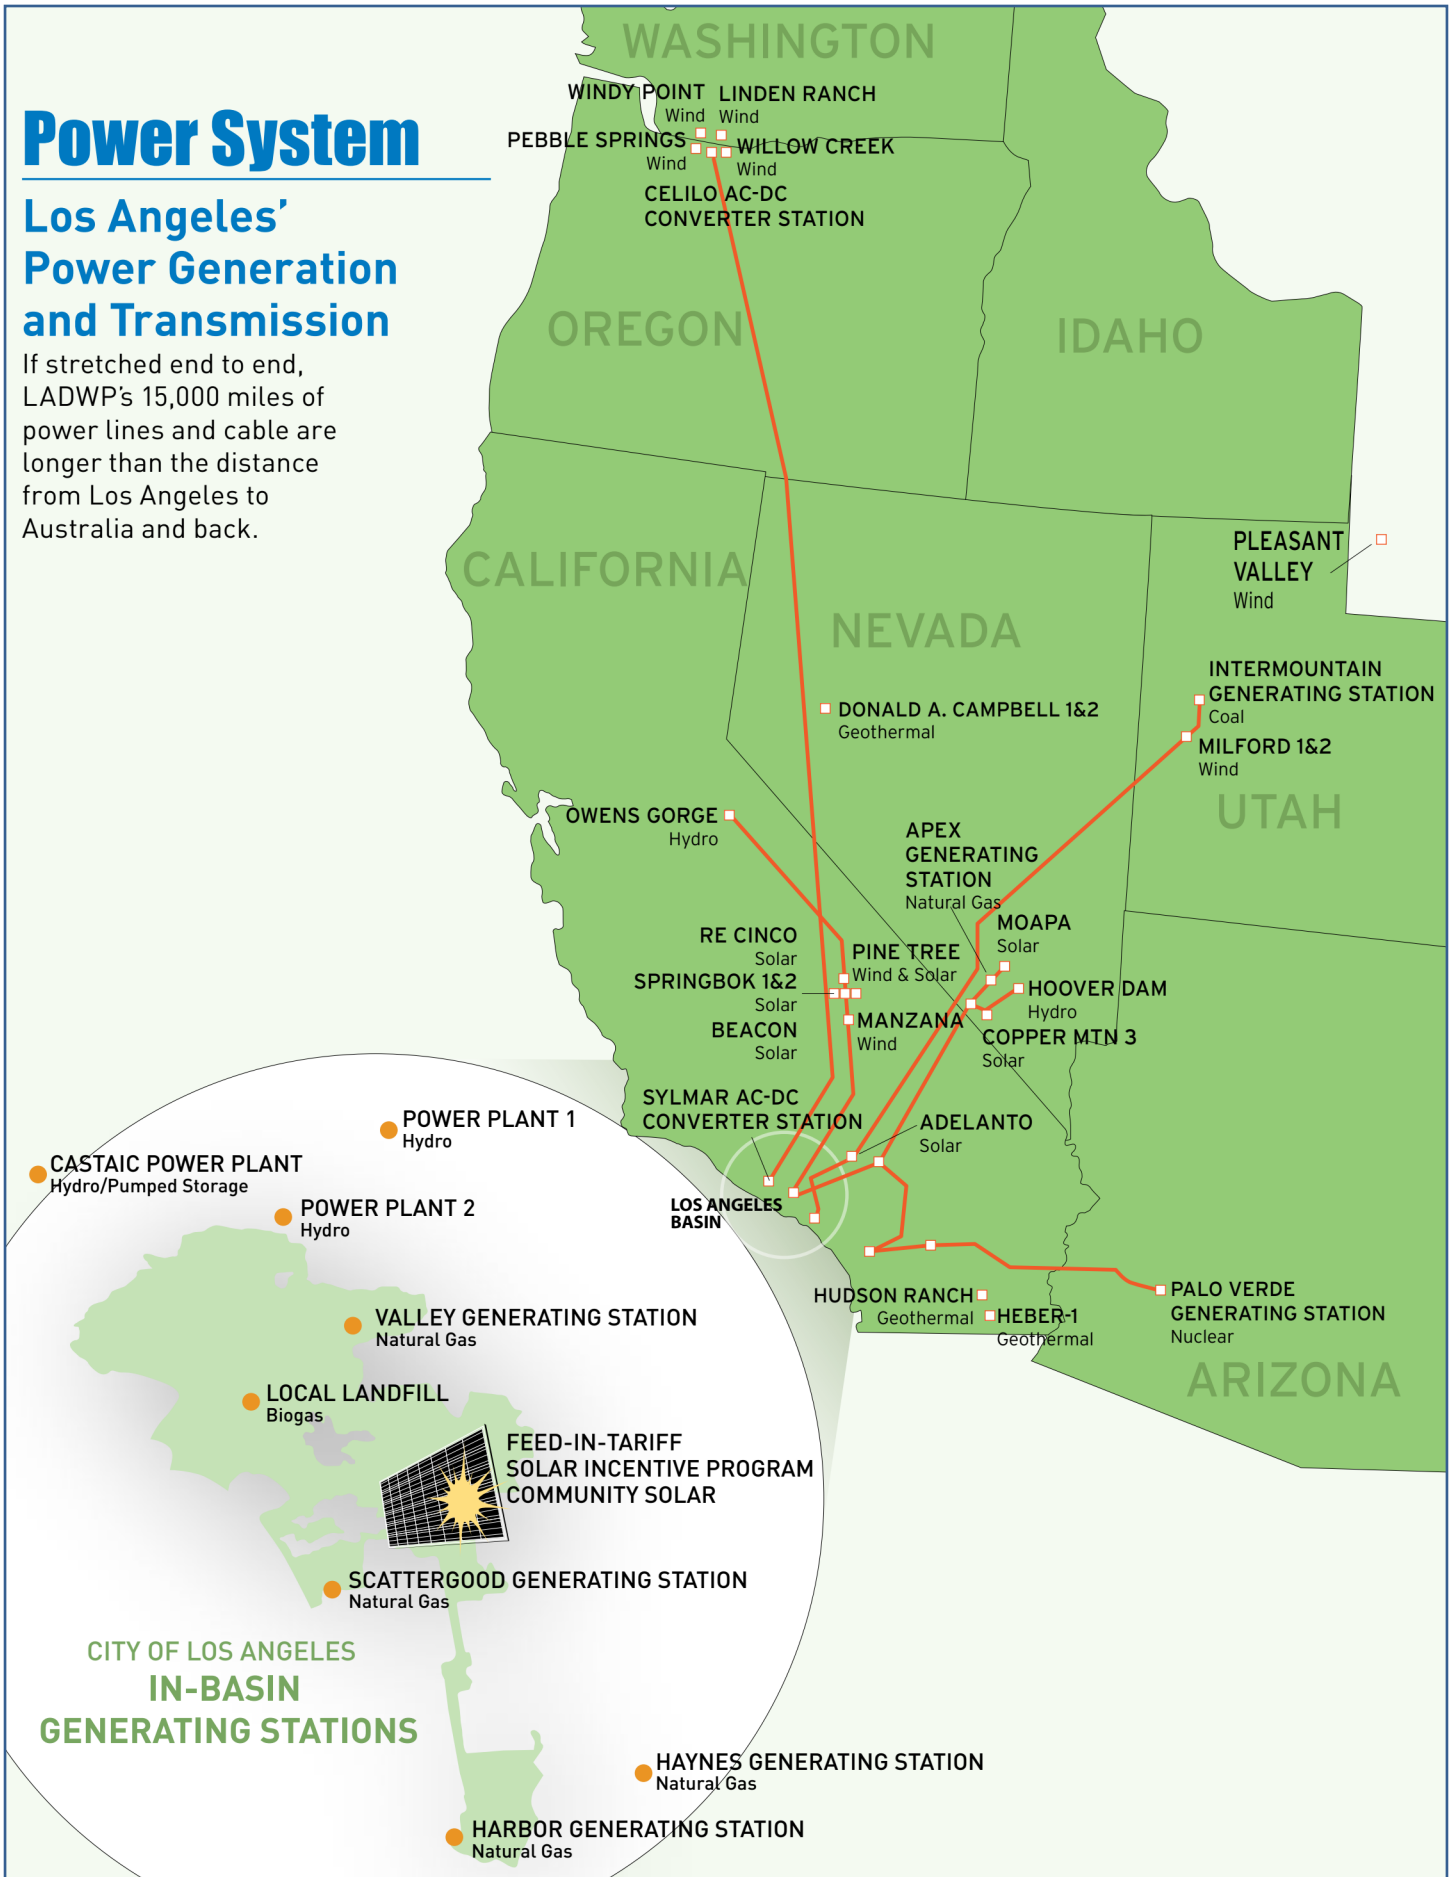 Power System
Los Angeles’
Power Generation
and Transmission
If stretched end to end,
LADWP’s 15,000 miles of
power lines and cable are
longer than the distance
from Los Angeles to
Australia and back.
WASHINGTON
WINDY POINT
Wind
LINDEN RANCH
Wind
PEBBLE SPRINGS
Wind
WILLOW CREEK
Wind
CELILO AC-DC
CONVERTER STATION
OREGON
IDAHO
CALIFORNIA
NEVADA
PLEASANT
VALLEY
Wind
INTERMOUNTAIN
GENERATING STATION
Coal
MILFORD 1&2
Wind
UTAH
DONALD A. CAMPBELL 1&2
Geothermal
OWENS GORGE
Hydro
APEX
GENERATING
STATION
Natural Gas
MOAPA
Solar
RE CINCO
Solar
PINE TREE
Wind & Solar
SPRINGBOK 1&2
Solar
HOOVER DAM
Hydro
BEACON
Solar
MANZANA
Wind
COPPER MTN 3
Solar
SYLMAR AC-DC
CONVERTER STATION
ADELANTO
Solar
LOS ANGELES
BASIN
HUDSON RANCH
Geothermal
HEBER-1
Geothermal
PALO VERDE
GENERATING STATION
Nuclear
ARIZONA
POWER PLANT 1
Hydro
CASTAIC POWER PLANT
Hydro/Pumped Storage
POWER PLANT 2
Hydro
VALLEY GENERATING STATION
Natural Gas
LOCAL LANDFILL
Biogas
FEED-IN-TARIFF
SOLAR INCENTIVE PROGRAM
COMMUNITY SOLAR
SCATTERGOOD GENERATING STATION
Natural Gas
CITY OF LOS ANGELES
IN-BASIN
GENERATING STATIONS
HAYNES GENERATING STATION
Natural Gas
HARBOR GENERATING STATION
Natural Gas